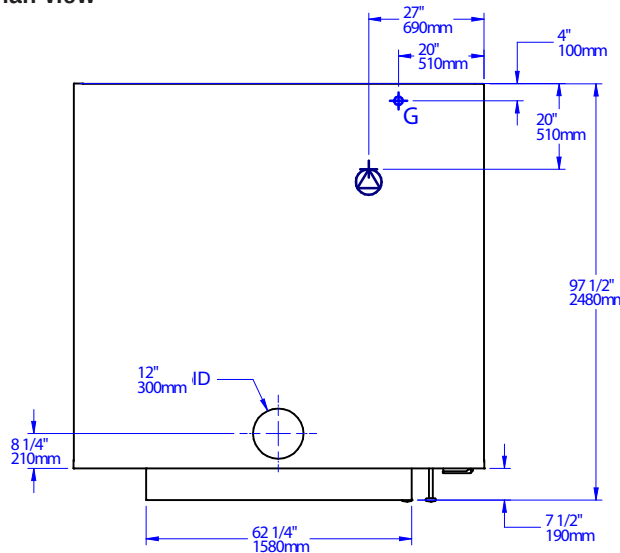 27"
690mm
20"
510mm
4"
100mm
G
20"
510mm
97 1/2"
2480mm
12"
300mm ID
8 1/4"
210mm
62 1/4"
1580mm
7 1/2"
190mm